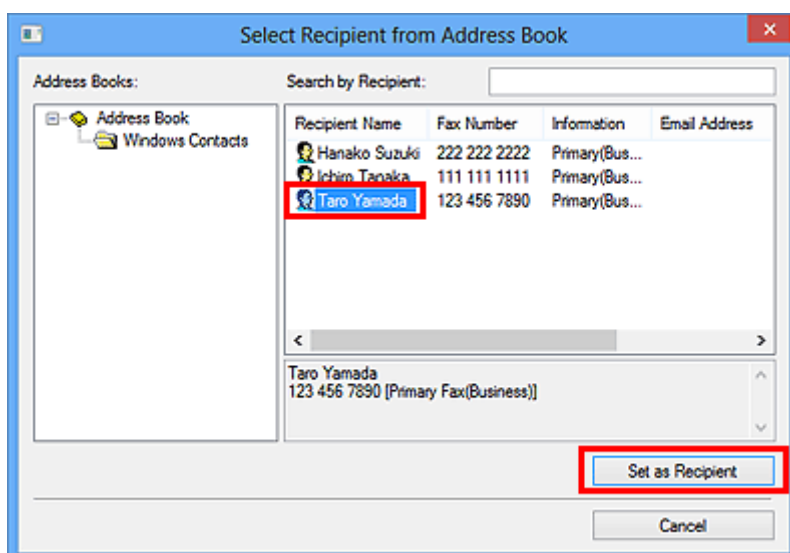 Select Recipient from Address Book
Address Books:
Search by Recipient:
Address Book
Windows Contacts
Recipient Name Fax Number Information Email Address
Hanako Suzuki 222 222 2222 Primary(Bus...
Ichiro Tanaka 111 111 1111 Primary(Bus...
Taro Yamada 123 456 7890 Primary(Bus...
Taro Yamada
123 456 7890 [Primary Fax(Business)]
Set as Recipient
Cancel